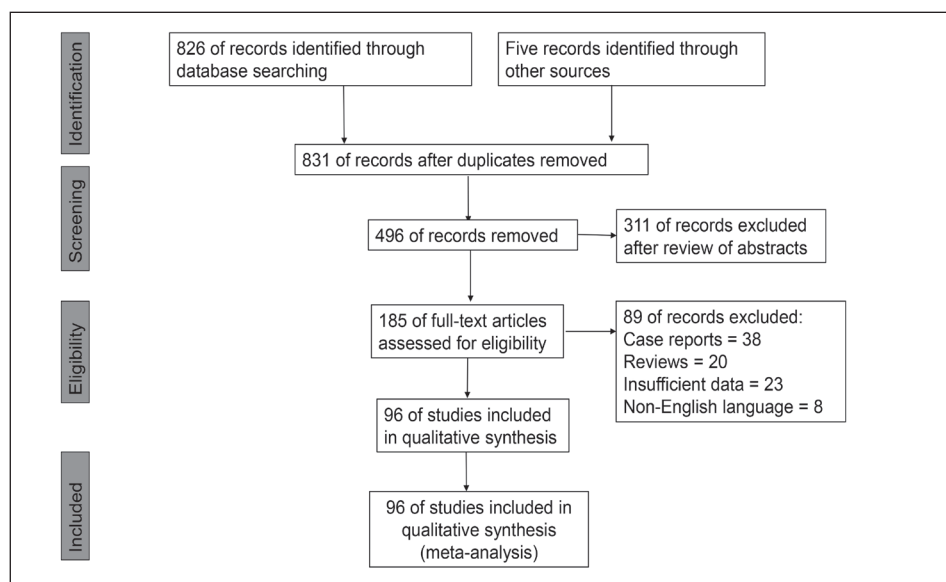 Identification
826 of records identified through
database searching
Five records identified through
other sources
831 of records after duplicates removed
Screening
496 of records removed
311 of records excluded
after review of abstracts
Eligibility
185 of full-text articles
assessed for eligibility
89 of records excluded:
Case reports = 38
Reviews = 20
Insufficient data = 23
Non-English language = 8
96 of studies included
in qualitative synthesis
Included
96 of studies included in
qualitative synthesis
(meta-analysis)